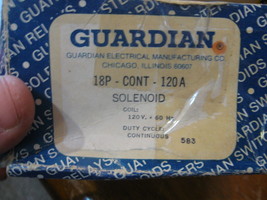 GUARDIAN
GUARDIAN ELECTRICAL MANUFACTURING CO.
CHICAGO, ILLINOIS 60607
18P - CONT - 120A
SOLENOID
COIL:
120V. - 60 Hz
DUTY CYCLE:
CONTINUOUS
583